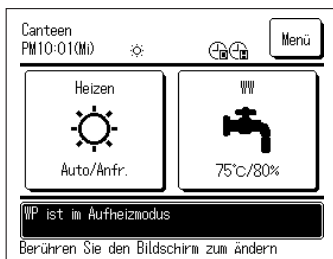 Canteen
PM10:01(Mi)
Menü
Heizen
WW
Auto/Anfr.
75℃/80%
WP ist im Aufheizmodus
Berühren Sie den Bildschirm zum Ändern